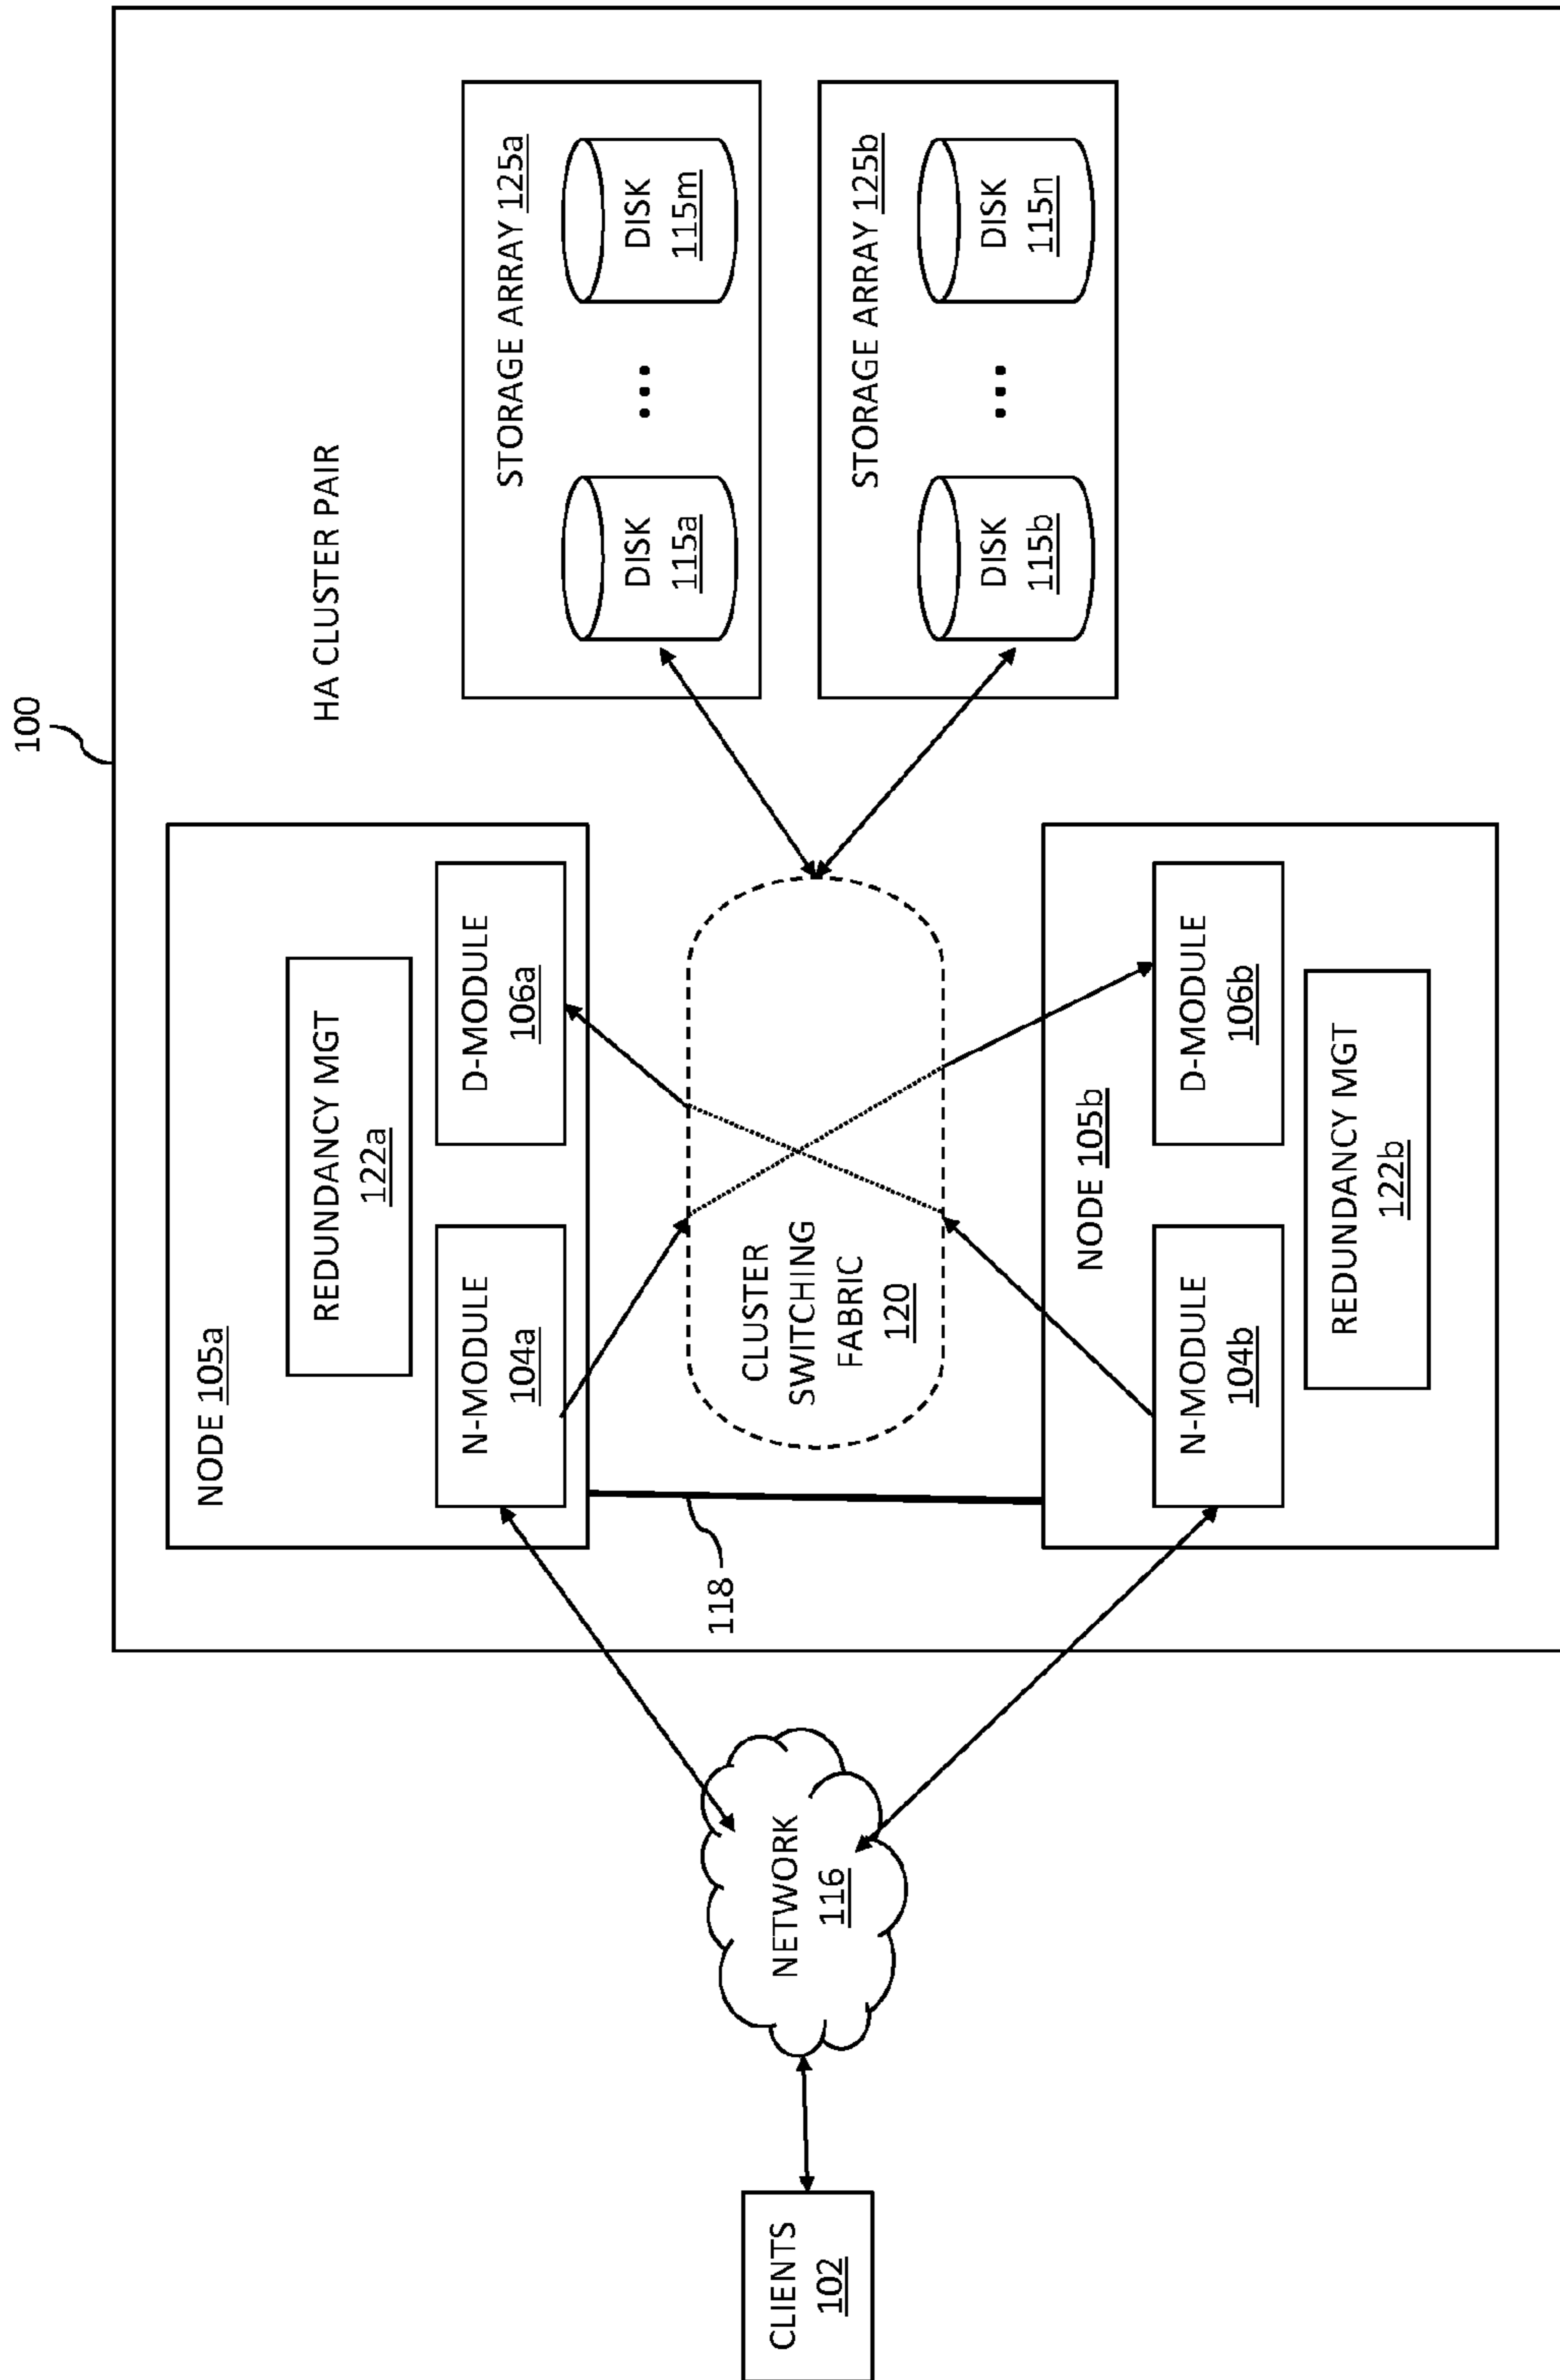 100
HA CLUSTER PAIR
NODE 105a
REDUNDANCY MGT
122a
N-MODULE
104a
D-MODULE
106a
STORAGE ARRAY 125a
DISK
115a
...
DISK
115m
CLIENTS
102
NETWORK
116
118
CLUSTER
SWITCHING
FABRIC
120
STORAGE ARRAY 125b
DISK
115b
...
DISK
115n
NODE 105b
N-MODULE
104b
D-MODULE
106b
REDUNDANCY MGT
122b